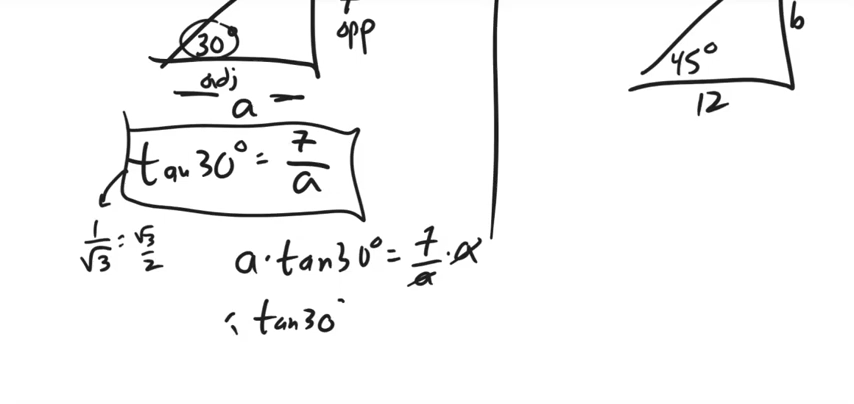 30°
opp
adj
a
tan30° = 7/a
1/√3 = √3/2
a · tan30° = 7/a · a
tan30°
45°
b
12